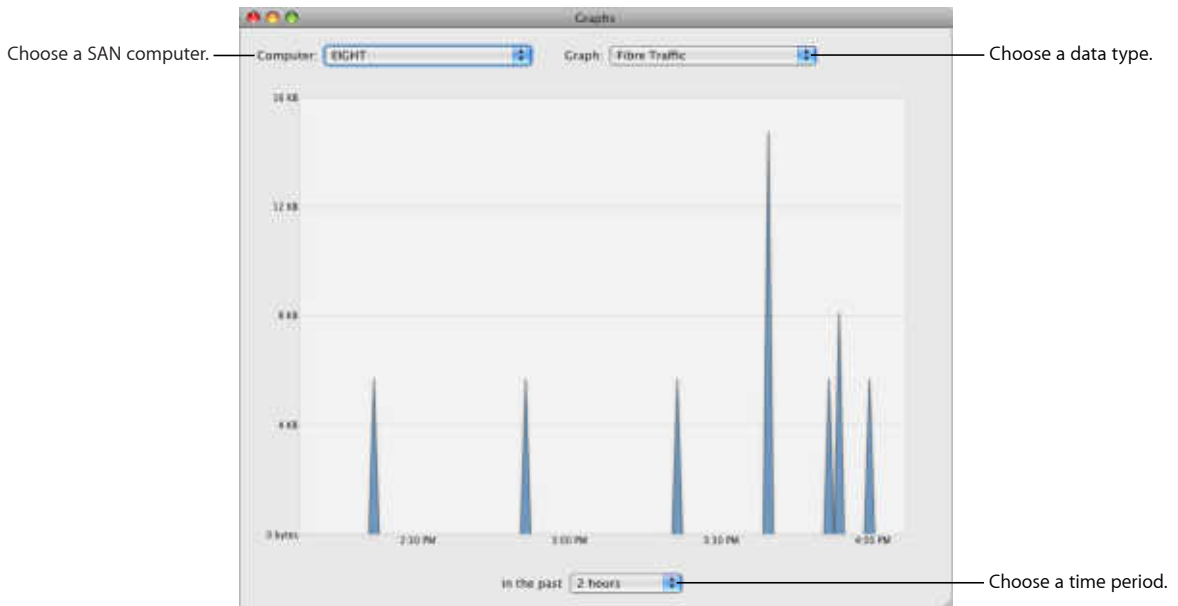 Graphs
Choose a SAN computer.
Computer: EIGHT
Graph: Fibre Traffic
Choose a data type.
16 KB
12 KB
8 KB
4 KB
0 bytes
2:30 PM
3:00 PM
3:30 PM
4:00 PM
in the past 2 hours
Choose a time period.